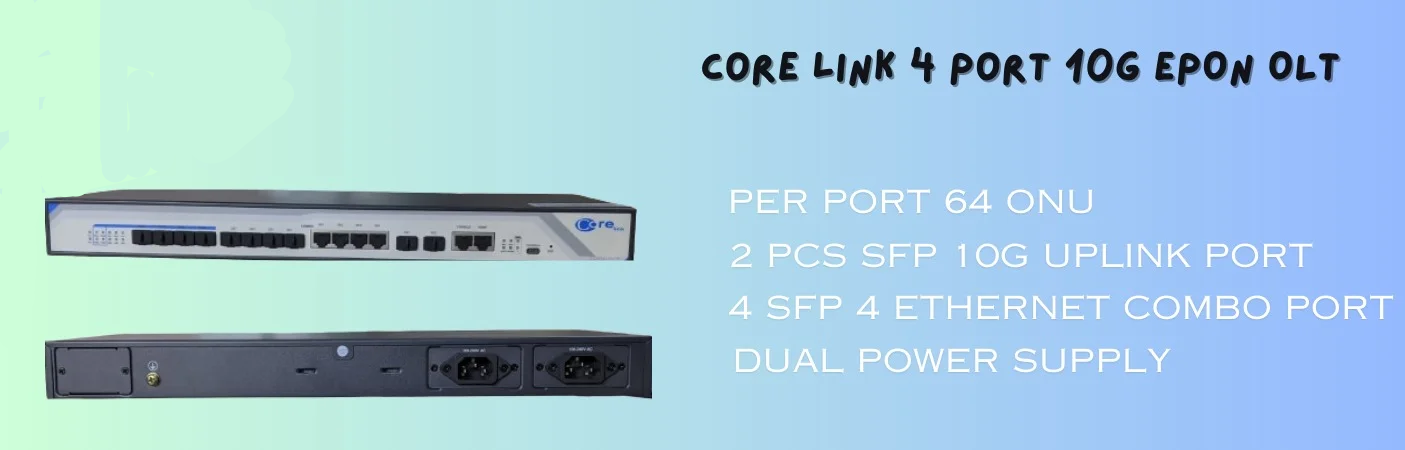 CORE LINK 4 PORT 10G EPON OLT
PER PORT 64 ONU
2 PCS SFP 10G UPLINK PORT
4 SFP 4 ETHERNET COMBO PORT
DUAL POWER SUPPLY
Core